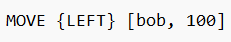 MOVE {LEFT} [bob, 100]